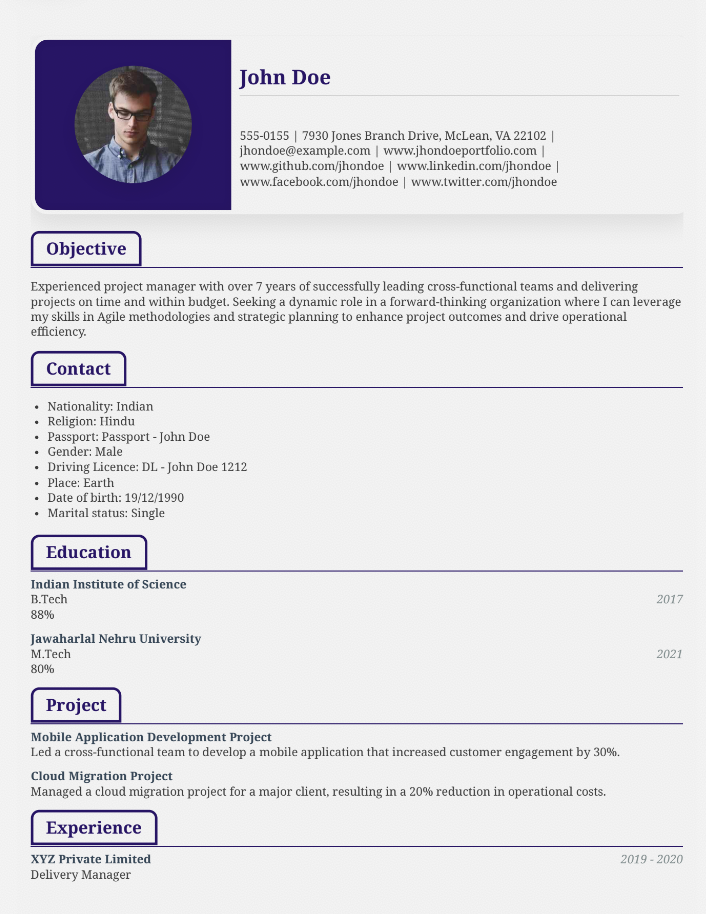 John Doe
555-0155 | 7930 Jones Branch Drive, McLean, VA 22102 |
jhondoe@example.com | www.jhondoeportfolio.com |
www.github.com/jhondoe | www.linkedin.com/jhondoe |
www.facebook.com/jhondoe | www.twitter.com/jhondoe
Objective
Experienced project manager with over 7 years of successfully leading cross-functional teams and delivering
projects on time and within budget. Seeking a dynamic role in a forward-thinking organization where I can leverage
my skills in Agile methodologies and strategic planning to enhance project outcomes and drive operational
efficiency.
Contact
• Nationality: Indian
• Religion: Hindu
• Passport: Passport - John Doe
• Gender: Male
• Driving Licence: DL - John Doe 1212
• Place: Earth
• Date of birth: 19/12/1990
• Marital status: Single
Education
Indian Institute of Science
B.Tech 2017
88%
Jawaharlal Nehru University
M.Tech 2021
80%
Project
Mobile Application Development Project
Led a cross-functional team to develop a mobile application that increased customer engagement by 30%.
Cloud Migration Project
Managed a cloud migration project for a major client, resulting in a 20% reduction in operational costs.
Experience
XYZ Private Limited 2019 - 2020
Delivery Manager